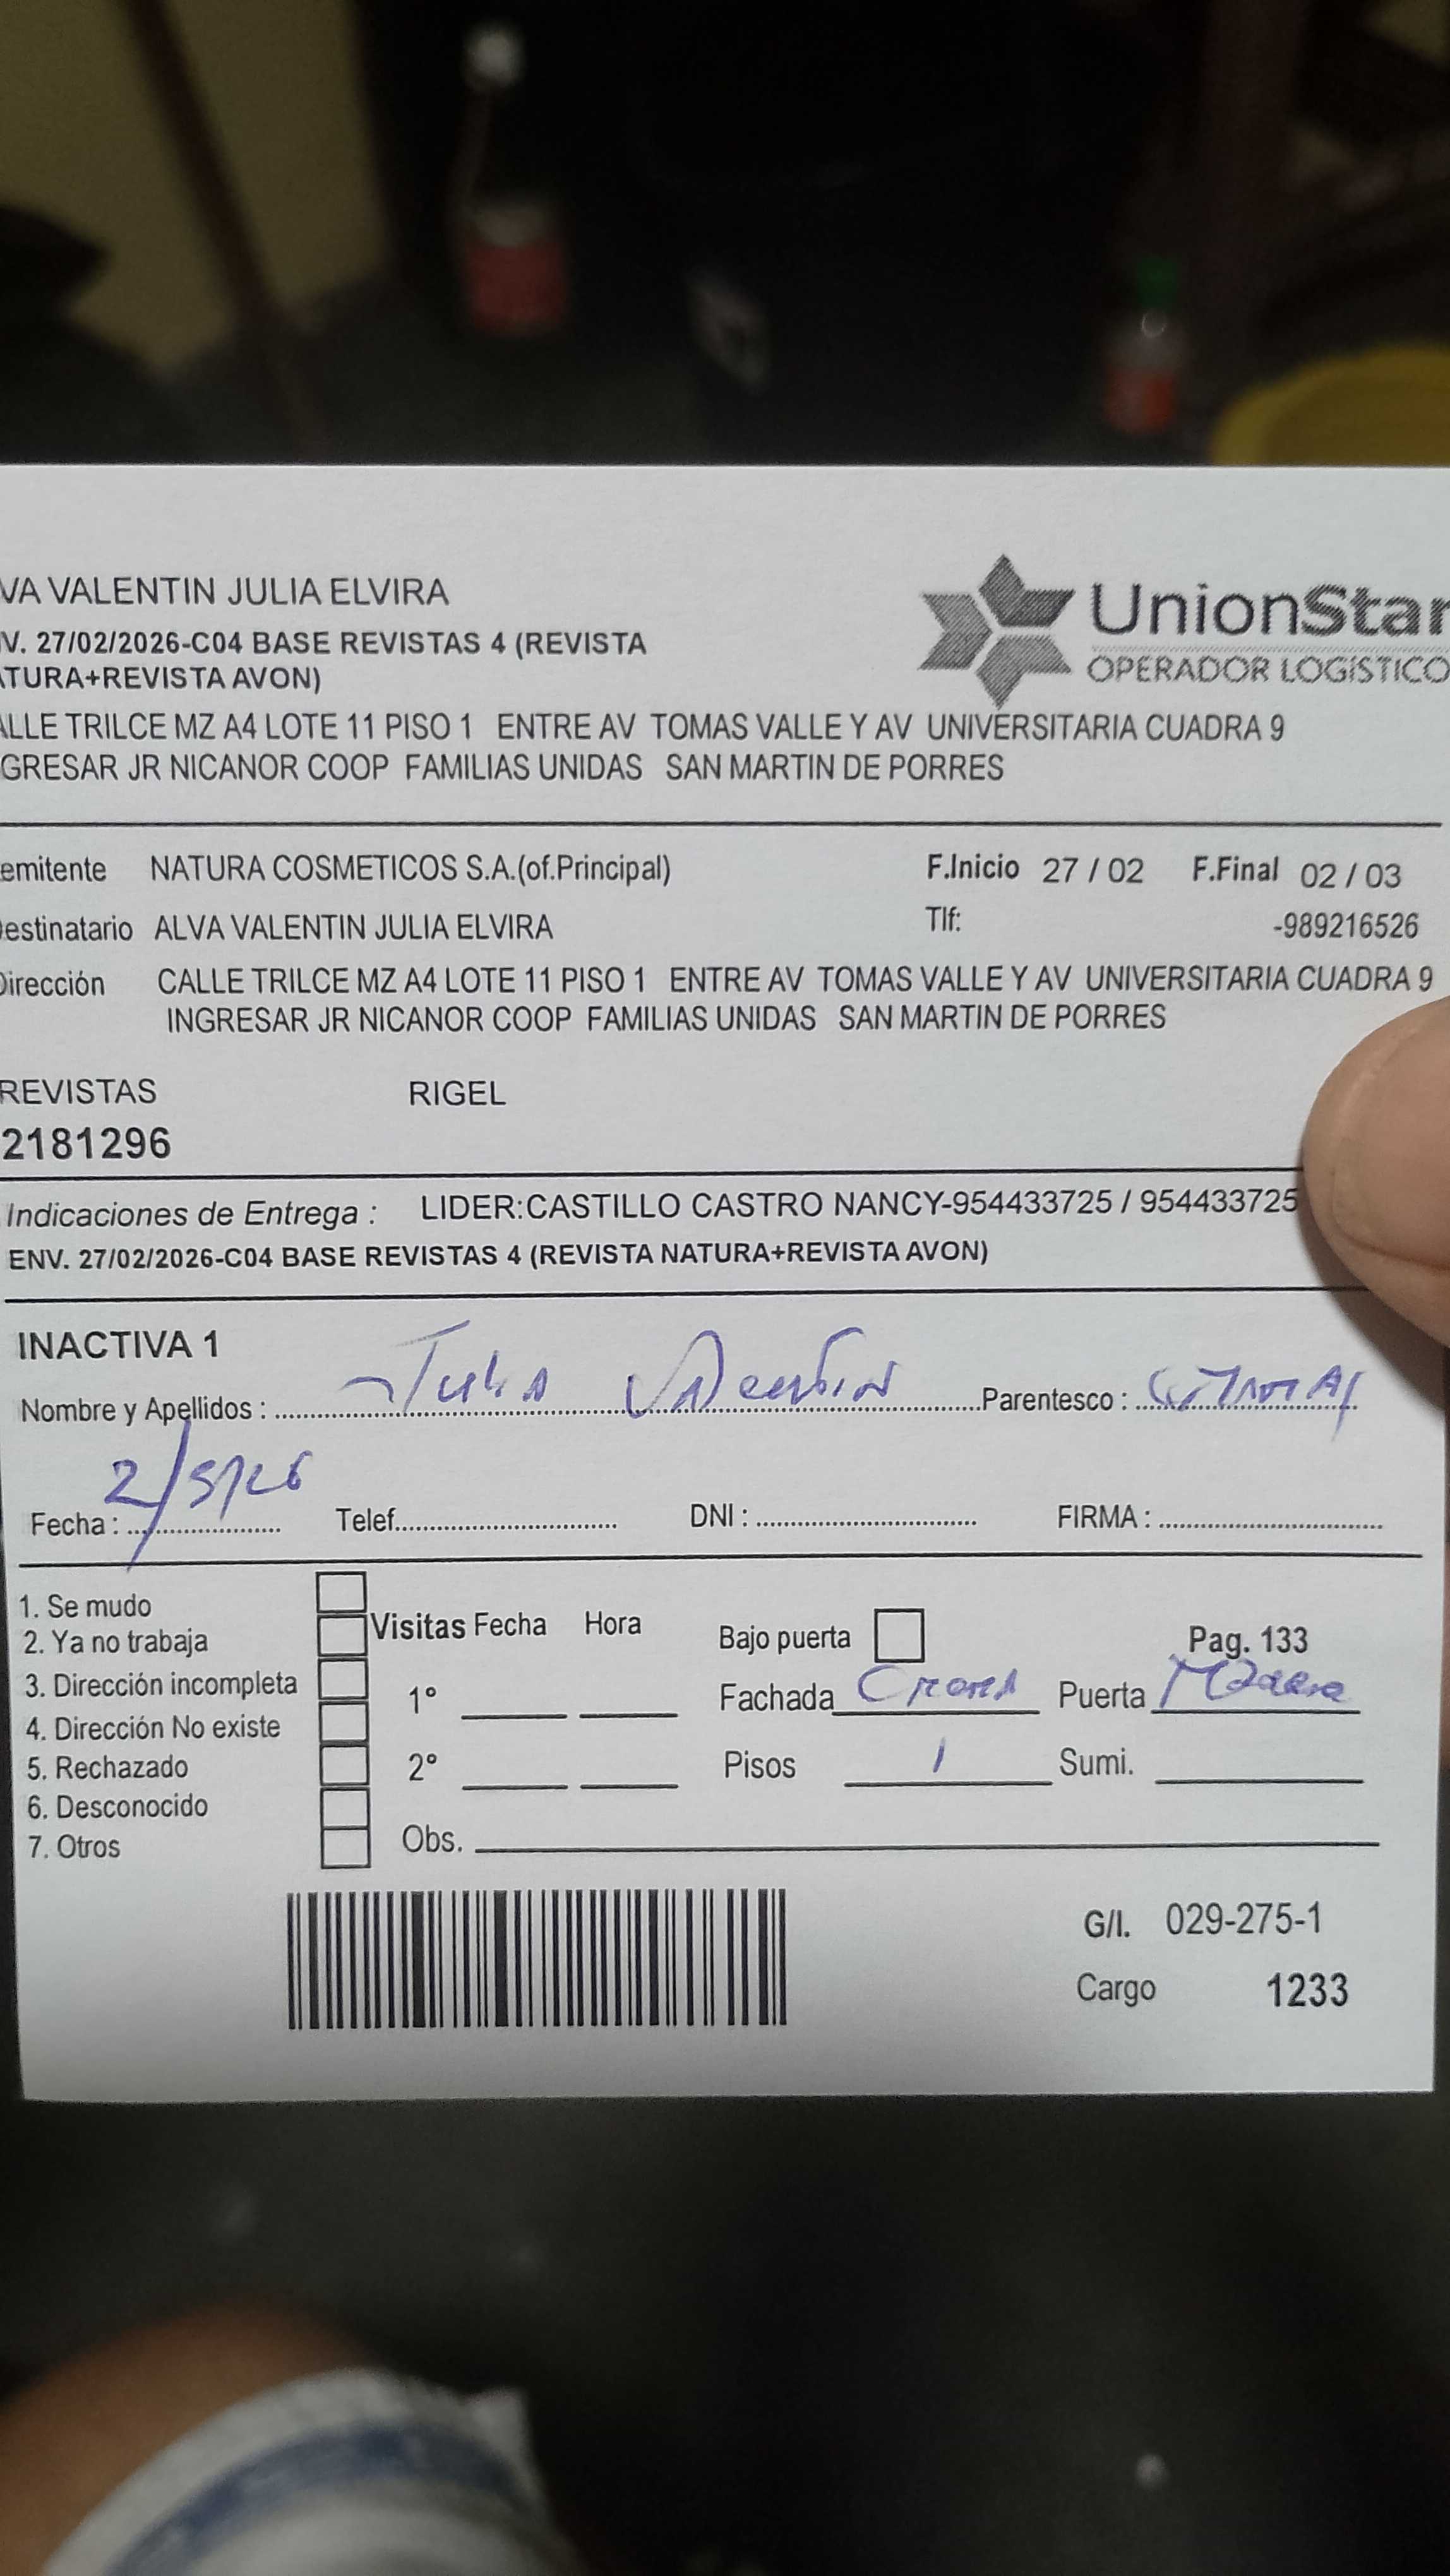 VA VALENTIN JULIA ELVIRA
UnionStar
V. 27/02/2026-C04 BASE REVISTAS 4 (REVISTA
TURA+REVISTA AVON)
OPERADOR LOGÍSTICO
LLE TRILCE MZ A4 LOTE 11 PISO 1 ENTRE AV TOMAS VALLE Y AV UNIVERSITARIA CUADRA 9
GRESAR JR NICANOR COOP FAMILIAS UNIDAS SAN MARTIN DE PORRES
emitente NATURA COSMETICOS S.A.(of.Principal) F.Inicio 27 / 02 F.Final 02 / 03
estinatario ALVA VALENTIN JULIA ELVIRA Tlf: -989216526
Dirección CALLE TRILCE MZ A4 LOTE 11 PISO 1 ENTRE AV TOMAS VALLE Y AV UNIVERSITARIA CUADRA 9
INGRESAR JR NICANOR COOP FAMILIAS UNIDAS SAN MARTIN DE PORRES
REVISTAS RIGEL
2181296
Indicaciones de Entrega : LIDER:CASTILLO CASTRO NANCY-954433725 / 954433725
ENV. 27/02/2026-C04 BASE REVISTAS 4 (REVISTA NATURA+REVISTA AVON)
INACTIVA 1
Nombre y Apellidos : Julia Valentin Parentesco :
Fecha : Telef. DNI : FIRMA :
1. Se mudo
2. Ya no trabaja
3. Dirección incompleta
4. Dirección No existe
5. Rechazado
6. Desconocido
7. Otros
Visitas Fecha Hora
1º
2º
Obs.
Bajo puerta Pag. 133
Fachada Crema Puerta Madera
Pisos 1 Sumi.
G/I. 029-275-1
Cargo 1233